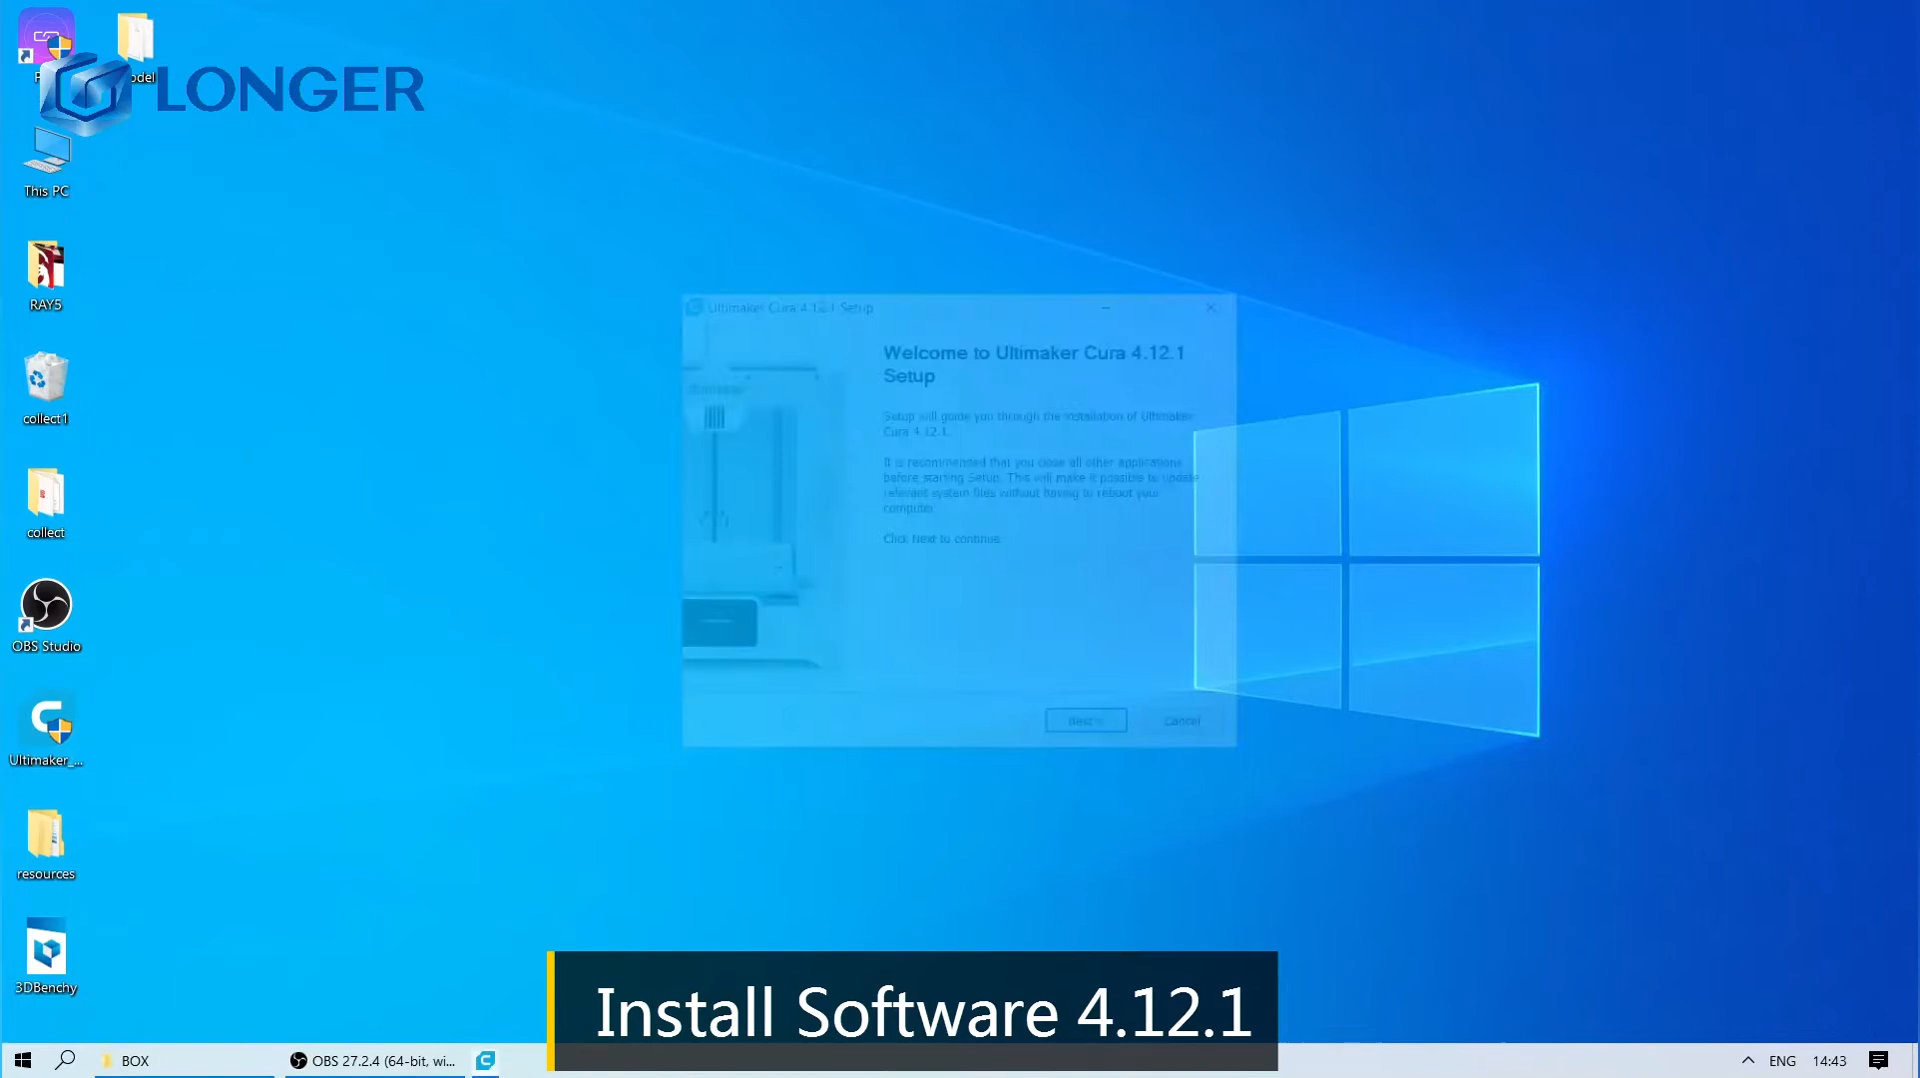 LONGER
This PC
RAY5
collect1
collect
OBS Studio
Ultimaker_...
resources
3DBenchy
Ultimaker Cura 4.12.1 Setup
Welcome to Ultimaker Cura 4.12.1
Setup
Setup will guide you through the installation of Ultimaker
Cura 4.12.1.
It is recommended that you close all other applications
before starting Setup. This will make it possible to update
relevant system files without having to reboot your
computer.
Click Next to continue.
Next >
Cancel
Install Software 4.12.1
BOX
OBS 27.2.4 (64-bit, wi...
ENG
14:43